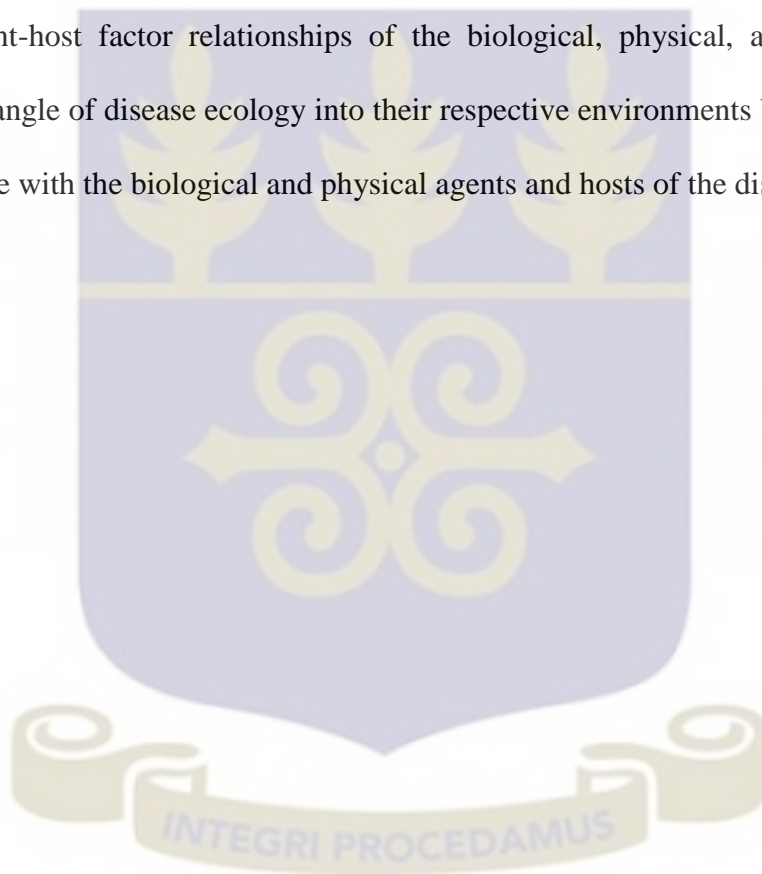 nt-host factor relationships of the biological, physical, a
angle of disease ecology into their respective environments
e with the biological and physical agents and hosts of the dis
INTEGRI PROCEDAMUS